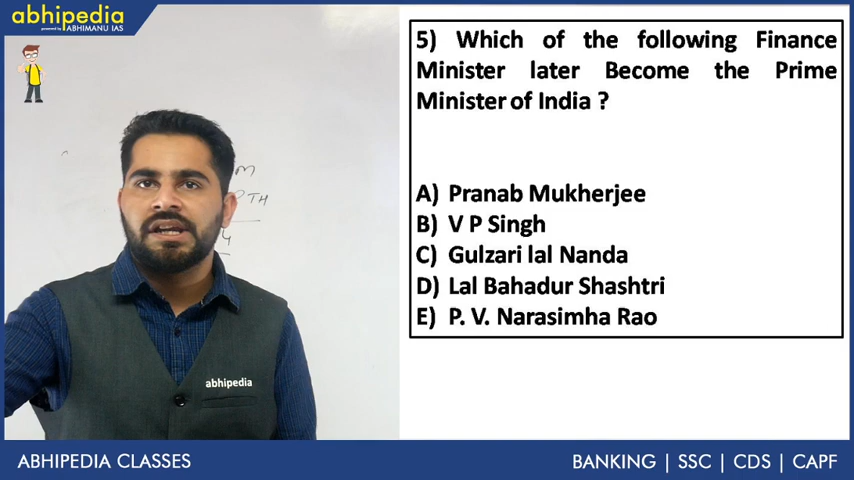 abhipedia
powered by ABHIMANU IAS
5) Which of the following Finance
Minister later Become the Prime
Minister of India ?
A) Pranab Mukherjee
B) V P Singh
C) Gulzari lal Nanda
D) Lal Bahadur Shashtri
E) P. V. Narasimha Rao
abhipedia
ABHIPEDIA CLASSES
BANKING | SSC | CDS | CAPF